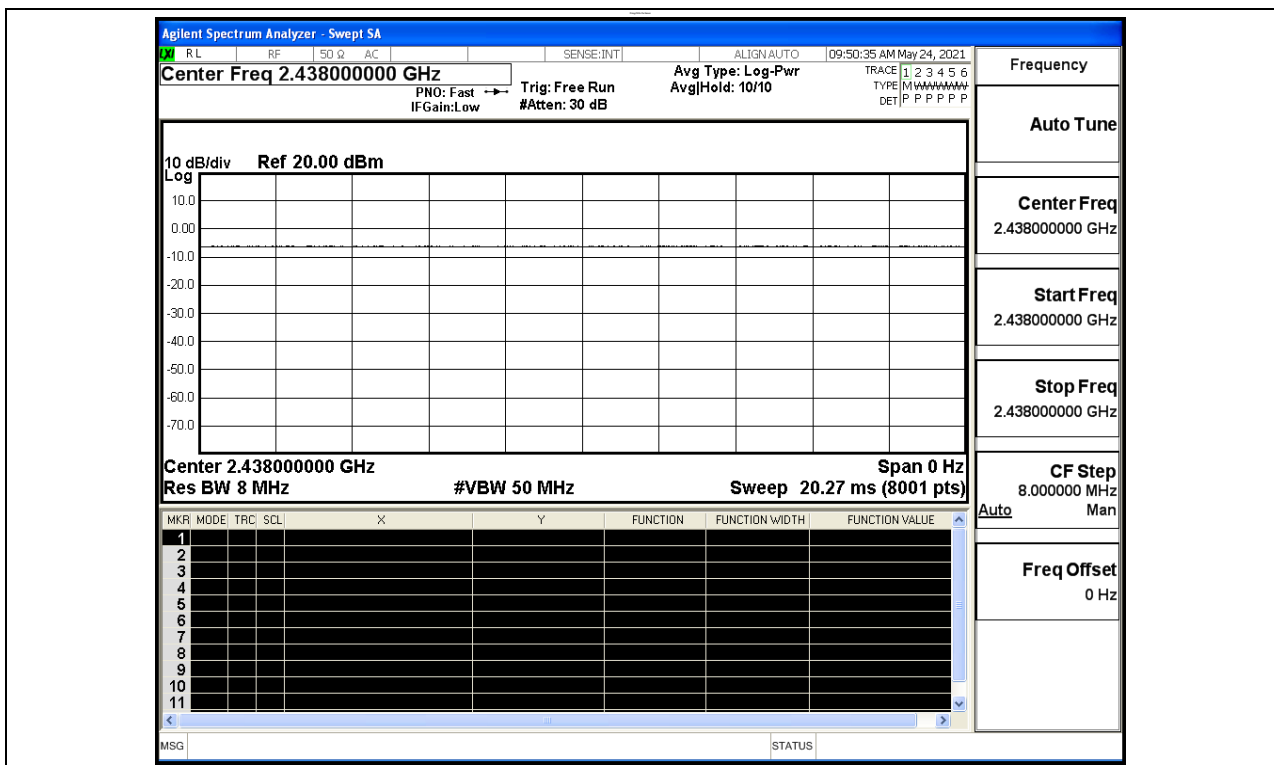 Agilent Spectrum Analyzer - Swept SA
LXI RL RF 50 Ω AC SENSE:INT ALIGN AUTO 09:50:35 AM May 24, 2021
Center Freq 2.438000000 GHz
PNO: Fast
IFGain:Low
Trig: Free Run
#Atten: 30 dB
Avg Type: Log-Pwr
Avg|Hold: 10/10
TRACE 1 2 3 4 5 6
TYPE M WWWWW
DET P P P P P P
10 dB/div Ref 20.00 dBm
Log
10.0
0.00
-10.0
-20.0
-30.0
-40.0
-50.0
-60.0
-70.0
Center 2.438000000 GHz Span 0 Hz
Res BW 8 MHz #VBW 50 MHz Sweep 20.27 ms (8001 pts)
MKR MODE TRC SCL X Y FUNCTION FUNCTION WIDTH FUNCTION VALUE
1
2
3
4
5
6
7
8
9
10
11
MSG STATUS
Frequency
Auto Tune
Center Freq
2.438000000 GHz
Start Freq
2.438000000 GHz
Stop Freq
2.438000000 GHz
CF Step
8.000000 MHz
Auto Man
Freq Offset
0 Hz